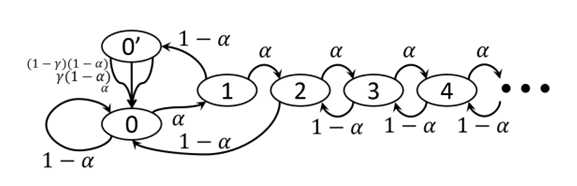 0' 1 − α α α α α
(1 − γ)(1 − α)
γ(1 − α)
α
1 2 3 4 •••
0 α 1 − α 1 − α 1 − α 1 − α
1 − α